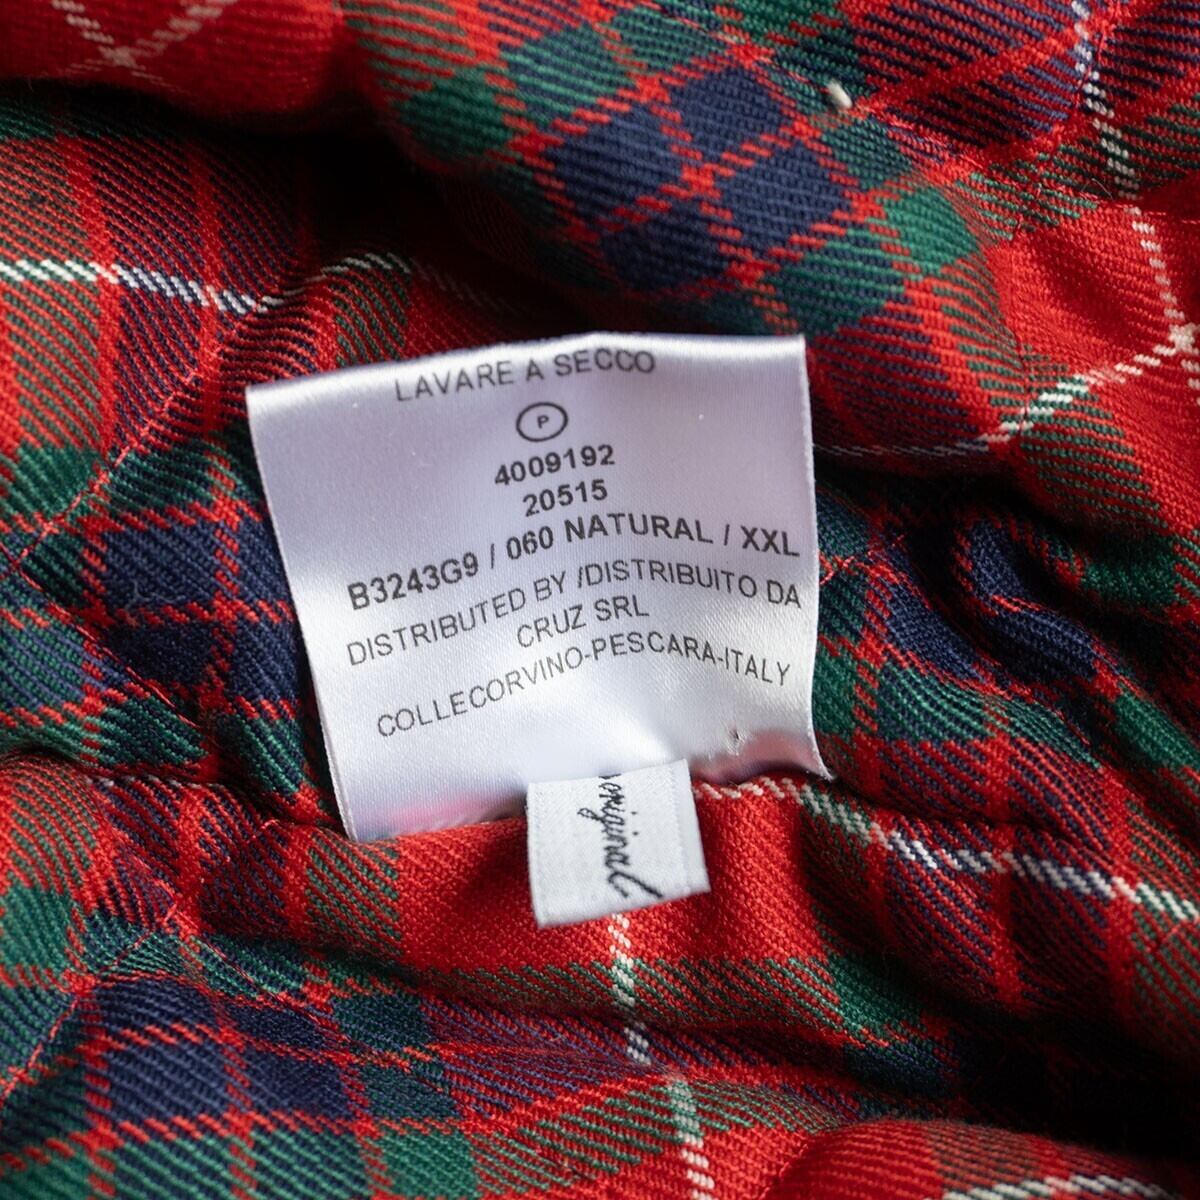 LAVARE A SECCO
P
4009192
20515
B3243G9 / 060 NATURAL / XXL
DISTRIBUTED BY /DISTRIBUITO DA
CRUZ SRL
COLLECORVINO-PESCARA-ITALY
original